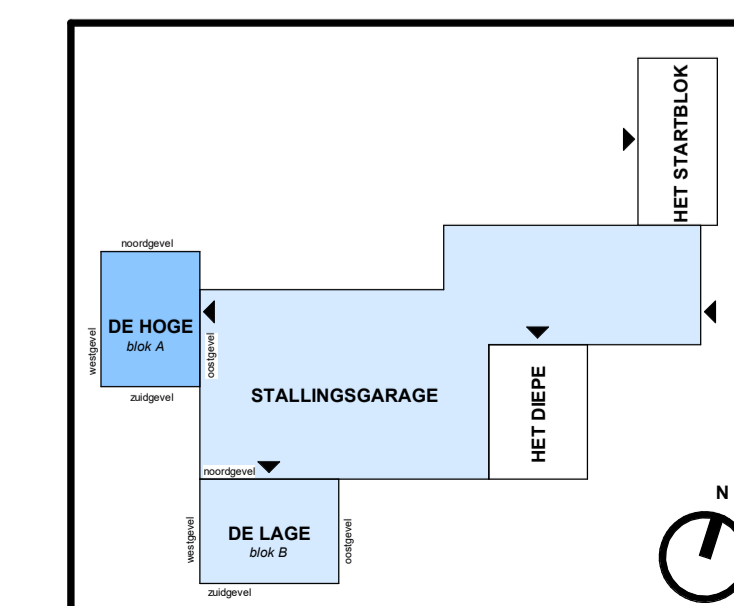 HET STARTBLOK
noordgevel
DE HOGE
blok A
westgevel
oostgevel
zuidgevel
STALLINGSGARAGE
HET DIEPE
noordgevel
westgevel
DE LAGE
blok B
oostgevel
zuidgevel
N